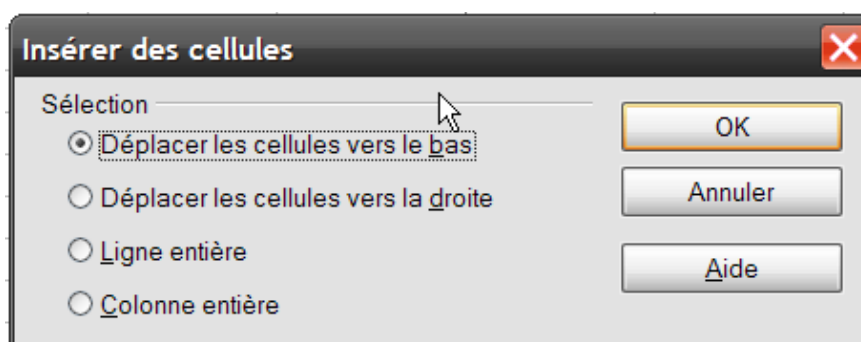 Insérer des cellules
Sélection
Déplacer les cellules vers le bas
Déplacer les cellules vers la droite
Ligne entière
Colonne entière
OK
Annuler
Aide